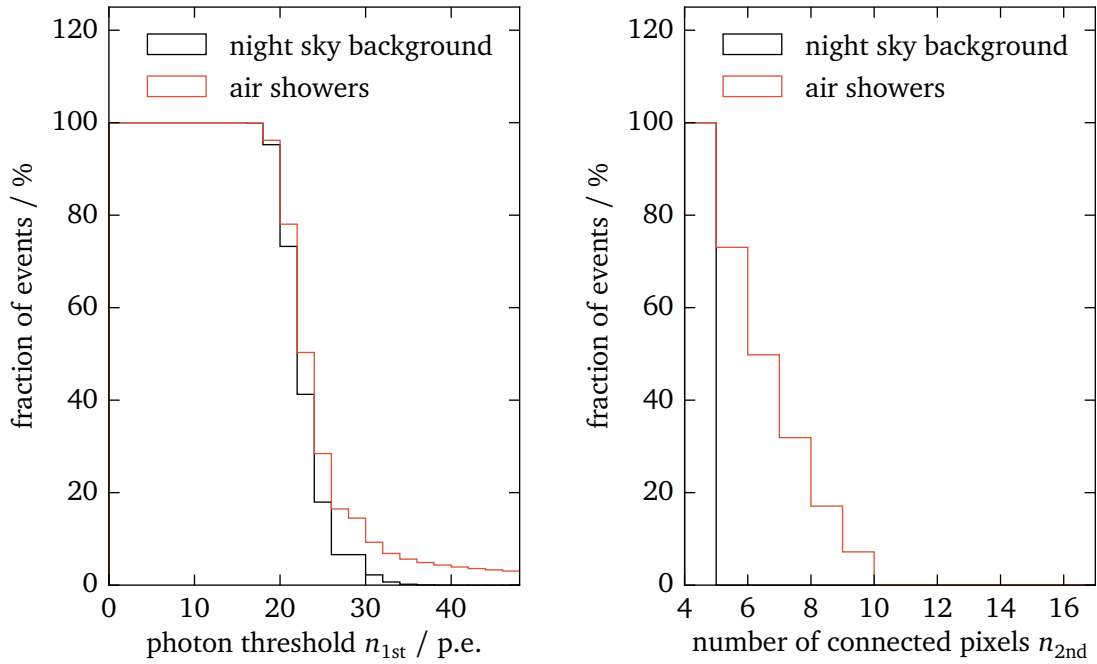 120
100
80
60
40
20
0
fraction of events / %
night sky background
air showers
0 10 20 30 40
photon threshold n1st / p.e.
120
100
80
60
40
20
0
fraction of events / %
night sky background
air showers
4 6 8 10 12 14 16
number of connected pixels n2nd